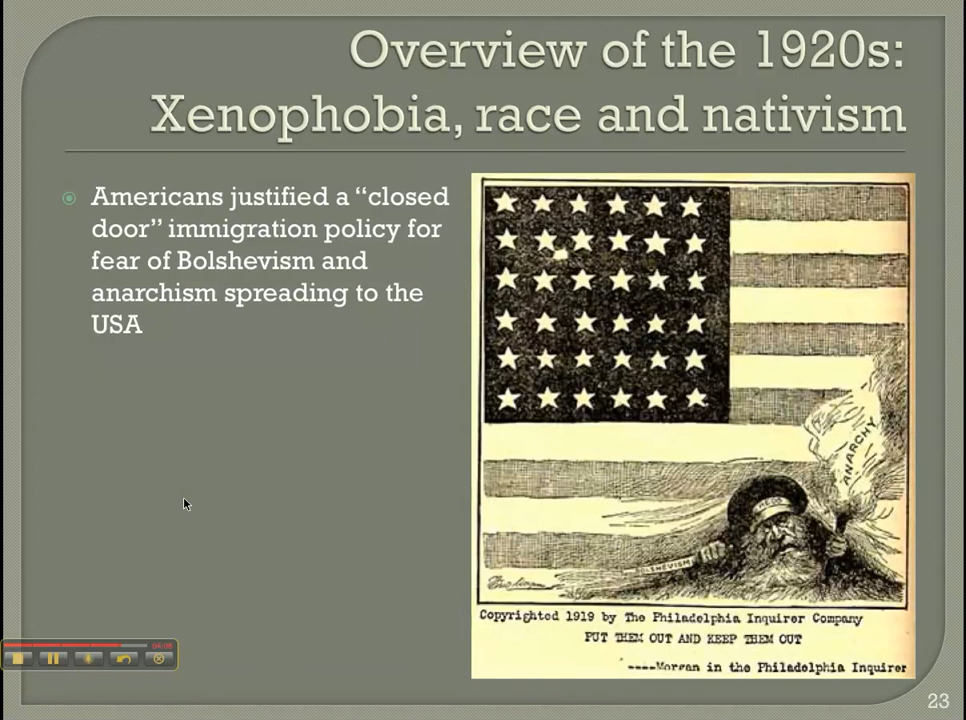 Overview of the 1920s:
Xenophobia, race and nativism
Americans justified a “closed
door” immigration policy for
fear of Bolshevism and
anarchism spreading to the
USA
ANARCHY
BOLSHEVISM
Copyrighted 1919 by The Philadelphia Inquirer Company
PUT THEM OUT AND KEEP THEM OUT
----Morgan in the Philadelphia Inquirer
23